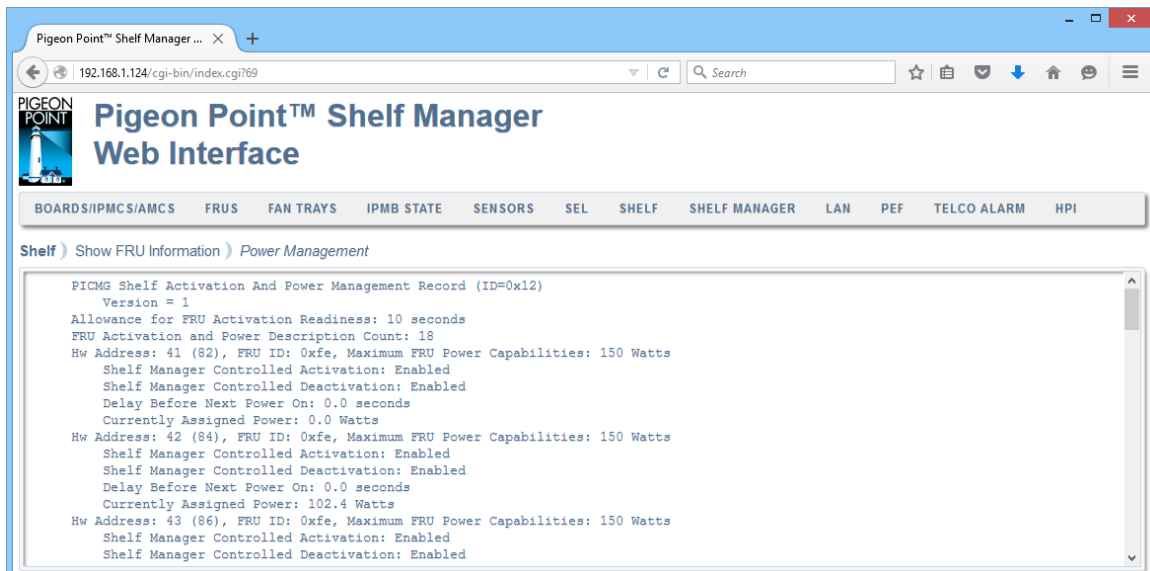 Pigeon Point™ Shelf Manager ...
192.168.1.124/cgi-bin/index.cgi?69
Search
PIGEON
POINT
Pigeon Point™ Shelf Manager
Web Interface
BOARDS/IPMCS/AMCS FRUS FAN TRAYS IPMB STATE SENSORS SEL SHELF SHELF MANAGER LAN PEF TELCO ALARM HPI
Shelf ) Show FRU Information ) Power Management
PICMG Shelf Activation And Power Management Record (ID=0x12)
Version = 1
Allowance for FRU Activation Readiness: 10 seconds
FRU Activation and Power Description Count: 18
Hw Address: 41 (82), FRU ID: 0xfe, Maximum FRU Power Capabilities: 150 Watts
Shelf Manager Controlled Activation: Enabled
Shelf Manager Controlled Deactivation: Enabled
Delay Before Next Power On: 0.0 seconds
Currently Assigned Power: 0.0 Watts
Hw Address: 42 (84), FRU ID: 0xfe, Maximum FRU Power Capabilities: 150 Watts
Shelf Manager Controlled Activation: Enabled
Shelf Manager Controlled Deactivation: Enabled
Delay Before Next Power On: 0.0 seconds
Currently Assigned Power: 102.4 Watts
Hw Address: 43 (86), FRU ID: 0xfe, Maximum FRU Power Capabilities: 150 Watts
Shelf Manager Controlled Activation: Enabled
Shelf Manager Controlled Deactivation: Enabled